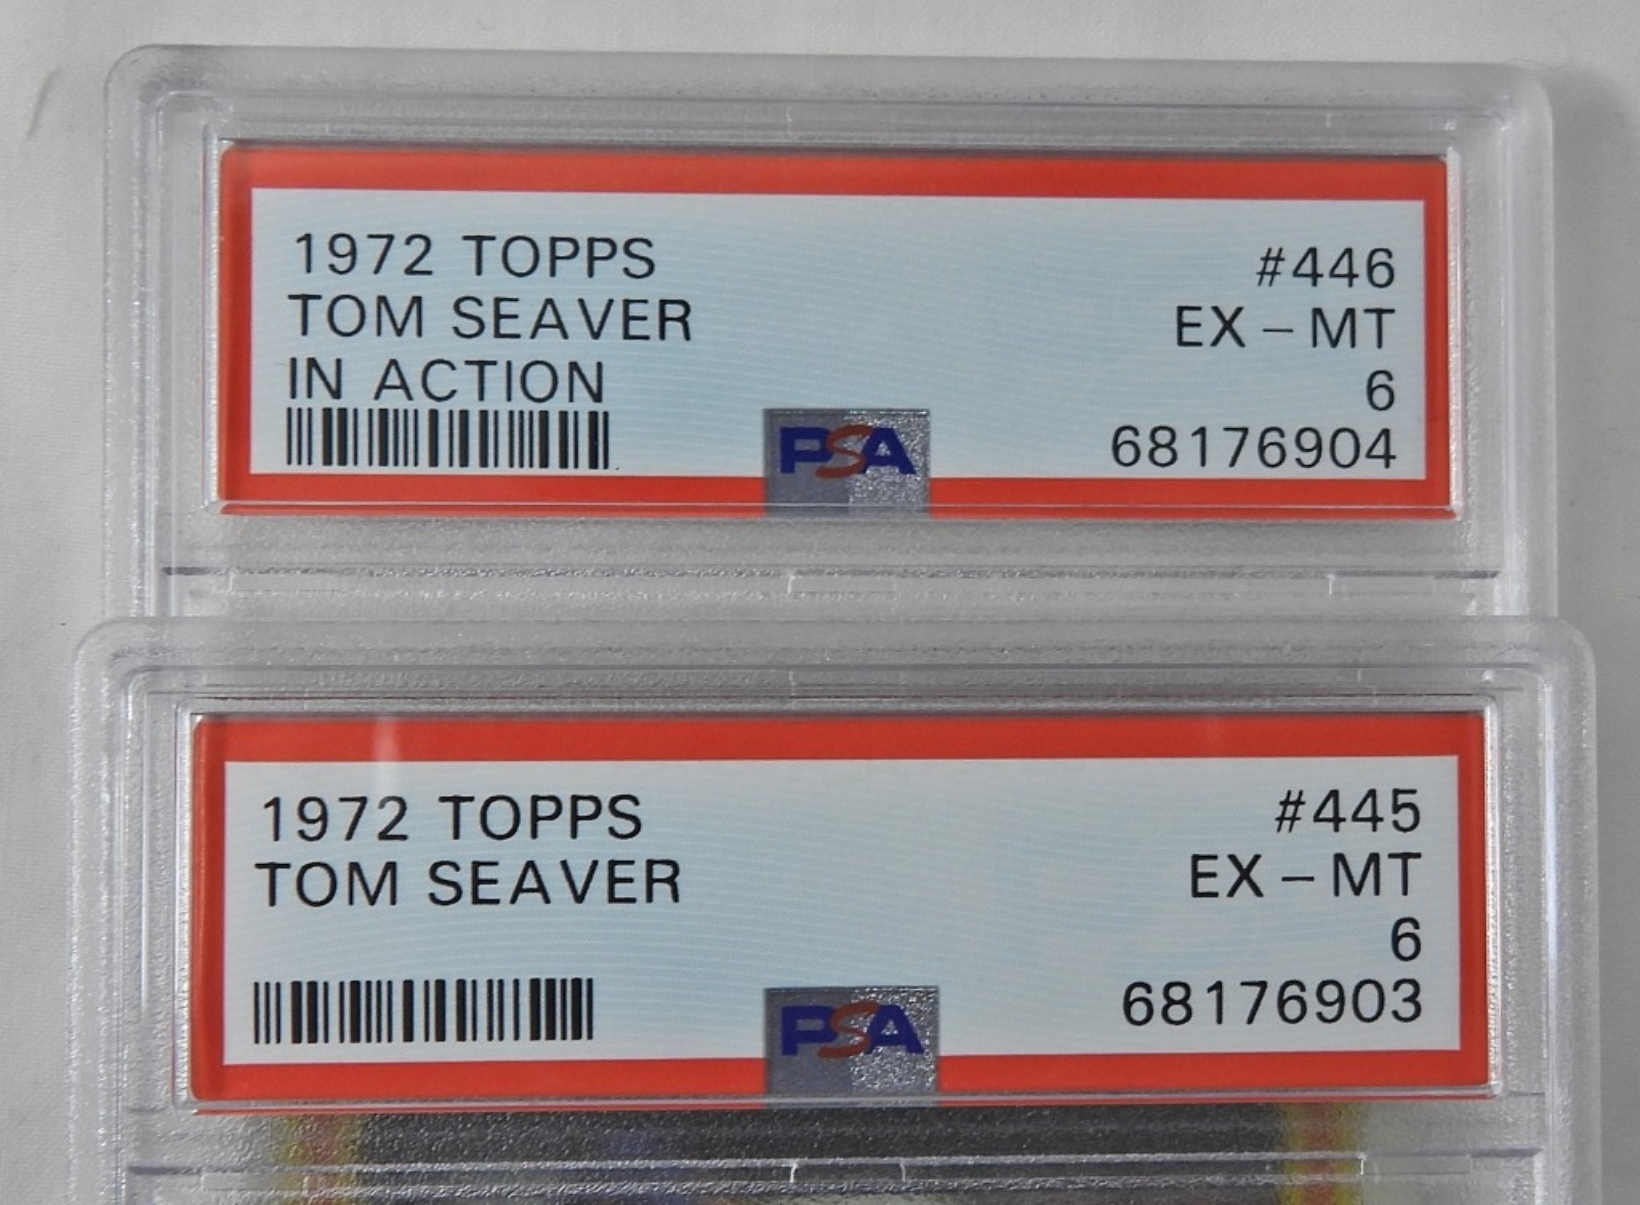 1972 TOPPS #446
TOM SEAVER EX-MT
IN ACTION 6
PSA 68176904
1972 TOPPS #445
TOM SEAVER EX-MT
6
PSA 68176903